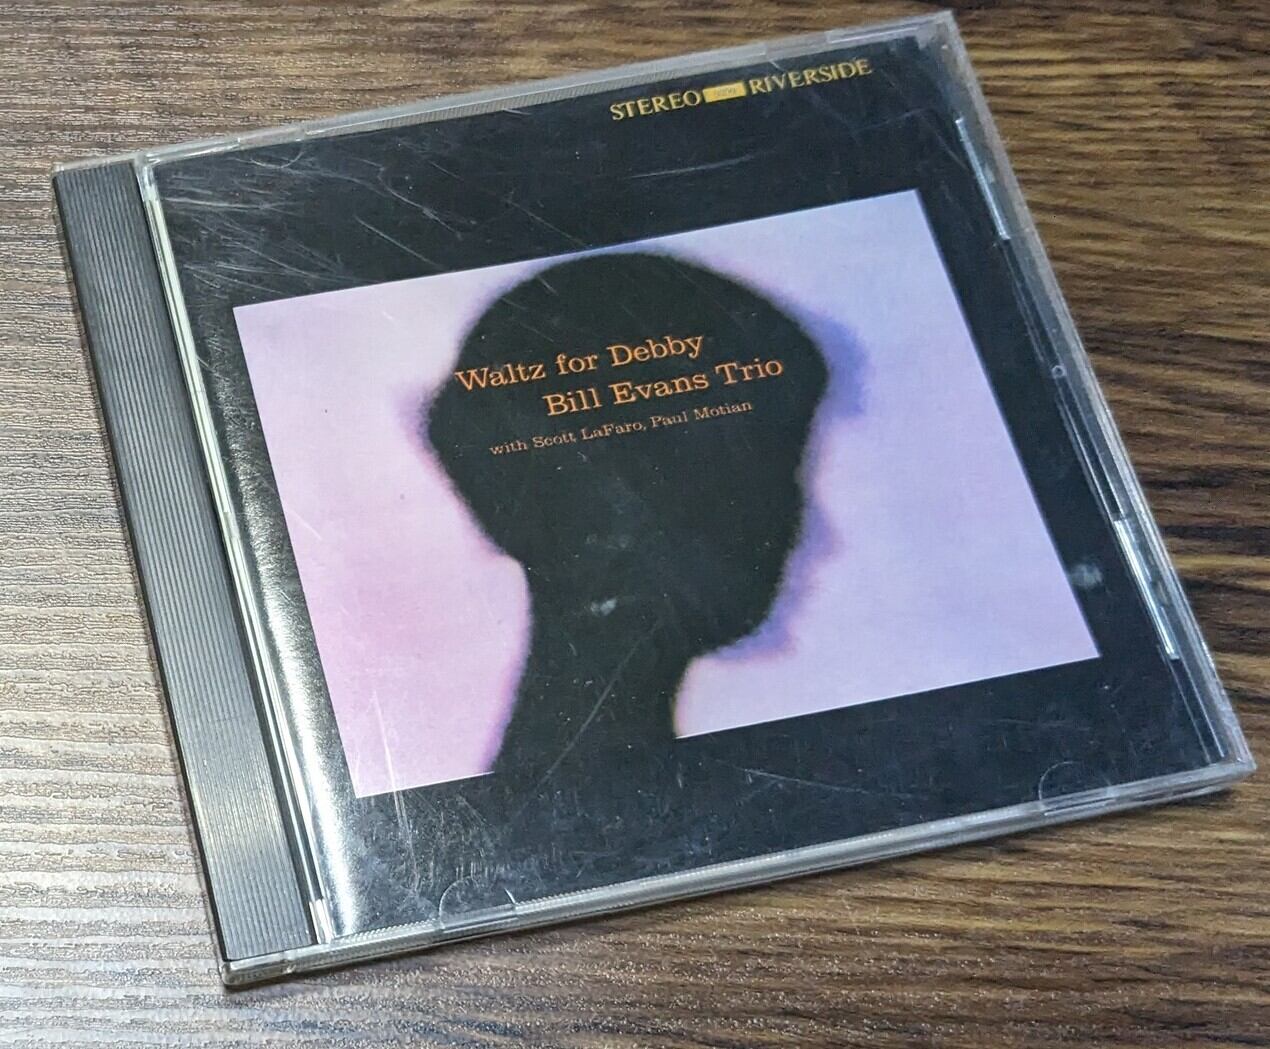 STEREO RIVERSIDE
Waltz for Debby
Bill Evans Trio
with Scott LaFaro, Paul Motian